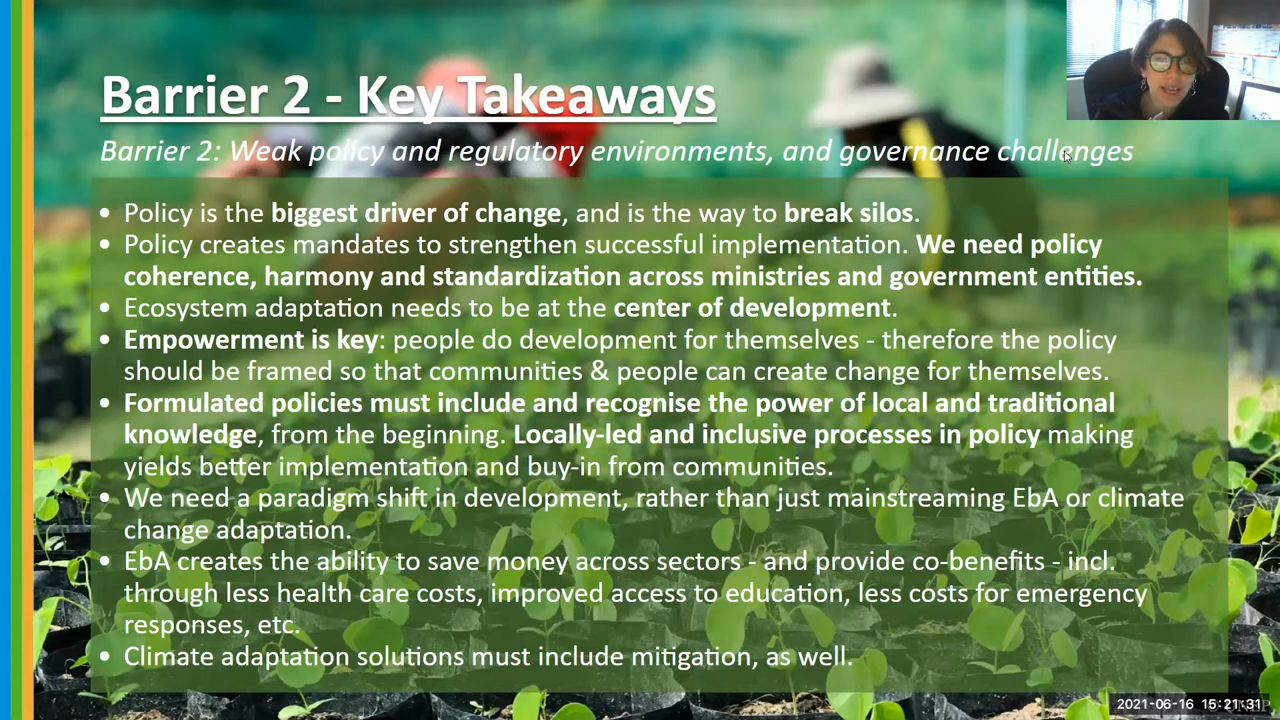 Barrier 2 - Key Takeaways
Barrier 2: Weak policy and regulatory environments, and governance challenges
• Policy is the biggest driver of change, and is the way to break silos.
• Policy creates mandates to strengthen successful implementation. We need policy
coherence, harmony and standardization across ministries and government entities.
• Ecosystem adaptation needs to be at the center of development.
• Empowerment is key: people do development for themselves - therefore the policy
should be framed so that communities & people can create change for themselves.
• Formulated policies must include and recognise the power of local and traditional
knowledge, from the beginning. Locally-led and inclusive processes in policy making
yields better implementation and buy-in from communities.
• We need a paradigm shift in development, rather than just mainstreaming EbA or climate
change adaptation.
• EbA creates the ability to save money across sectors - and provide co-benefits - incl.
through less health care costs, improved access to education, less costs for emergency
responses, etc.
• Climate adaptation solutions must include mitigation, as well.
2021-06-16 15:21:31